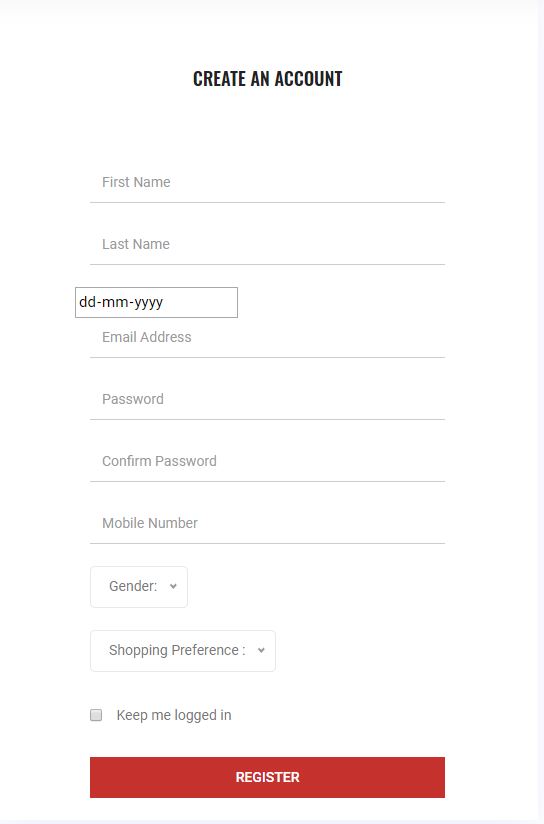 CREATE AN ACCOUNT
First Name
Last Name
dd-mm-yyyy
Email Address
Password
Confirm Password
Mobile Number
Gender:
Shopping Preference :
Keep me logged in
REGISTER